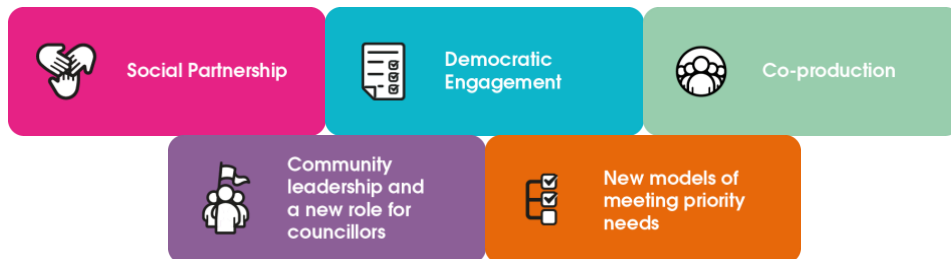 Social Partnership
Democratic
Engagement
Co-production
Community
leadership and
a new role for
councillors
New models of
meeting priority
needs